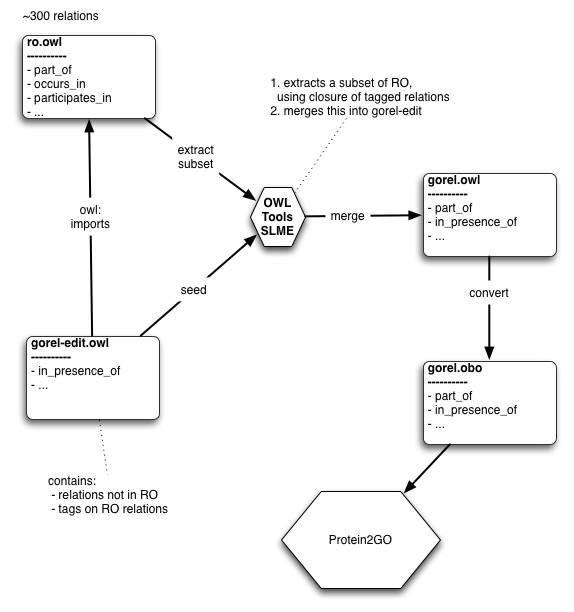 ~300 relations
ro.owl
----------
- part_of
- occurs_in
- participates_in
- ...
1. extracts a subset of RO,
using closure of tagged relations
2. merges this into gorel-edit
extract
subset
OWL
Tools
SLME
merge
gorel.owl
----------
- part_of
- in_presence_of
- ...
owl:
imports
seed
convert
gorel-edit.owl
----------
- in_presence_of
- ...
gorel.obo
----------
- part_of
- in_presence_of
- ...
contains:
- relations not in RO
- tags on RO relations
Protein2GO